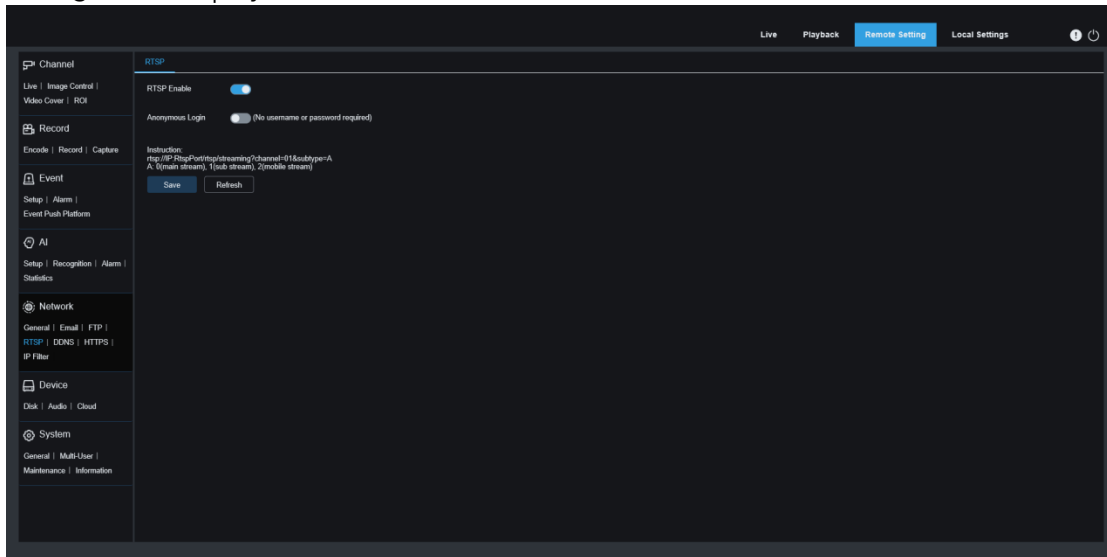 Live Playback Remote Setting Local Settings
Channel
Live | Image Control |
Video Cover | ROI
Record
Encode | Record | Capture
Event
Setup | Alarm |
Event Push Platform
AI
Setup | Recognition | Alarm |
Statistics
Network
General | Email | FTP |
RTSP | DDNS | HTTPS |
IP Filter
Device
Disk | Audio | Cloud
System
General | Multi-User |
Maintenance | Information
RTSP
RTSP Enable
Anonymous Login (No username or password required)
Instruction:
rtsp://IP:RtspPort/rtsp/streaming?channel=01&subtype=A
A: 0(main stream), 1(sub stream), 2(mobile stream)
Save Refresh